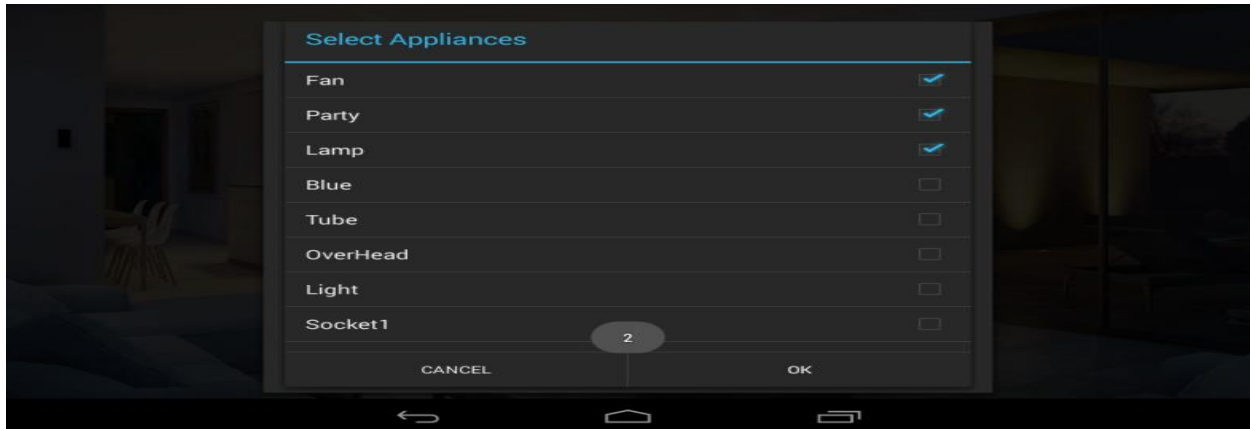 Select Appliances
Fan
Party
Lamp
Blue
Tube
OverHead
Light
Socket1
2
CANCEL OK